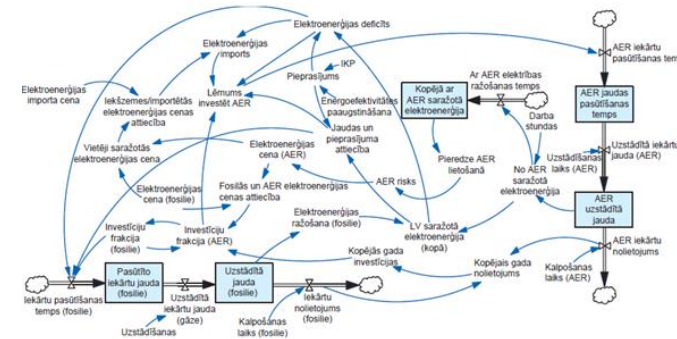 Elektroenerģijas deficīts
Elektroenerģijas
imports
AER iekārtu
pasūtīšanas temps
IKP
Pieprasījums
Elektroenerģijas
importa cena
Lēmums
investēt AER
Iekšzemes/importētās
elektroenerģijas cenas
attiecība
Energoefektivitātes
paaugstināšana
Kopējā ar
AER saražotā
elektroenerģija
Ar AER elektrības
ražošanas temps
Darba
stundas
AER jaudas
pasūtīšanas
temps
Jaudas un
pieprasījuma
attiecība
Vietēji saražotās
elektroenerģijas cena
Elektroenerģijas
cena (AER)
Pieredze AER
lietošanā
Uzstādīšanas
laiks (AER)
Uzstādītā iekārtu
jauda (AER)
No AER
saražotā
elektroenerģija
Elektroenerģijas
cena (fosilie)
Fosilās un AER elektroenerģijas
cenas attiecība
AER risks
AER
uzstādītā
jauda
Investīciju
frakcija
(fosilie)
Investīciju
frakcija (AER)
Elektroenerģijas
ražošana (fosilie)
LV saražotā
elektroenerģija
(kopā)
Kopējās gada
investīcijas
Kopējais gada
nolietojums
AER iekārtu
nolietojums
Kalpošanas
laiks (AER)
Pasūtīto
iekārtu jauda
(fosilie)
Uzstādītā
jauda
(fosilie)
Iekārtu pasūtīšanas
temps (fosilie)
Uzstādītā
iekārtu jauda
(gāze)
Iekārtu
nolietojums
(fosilie)
Uzstādīšanas
Kalpošanas
laiks (fosilie)